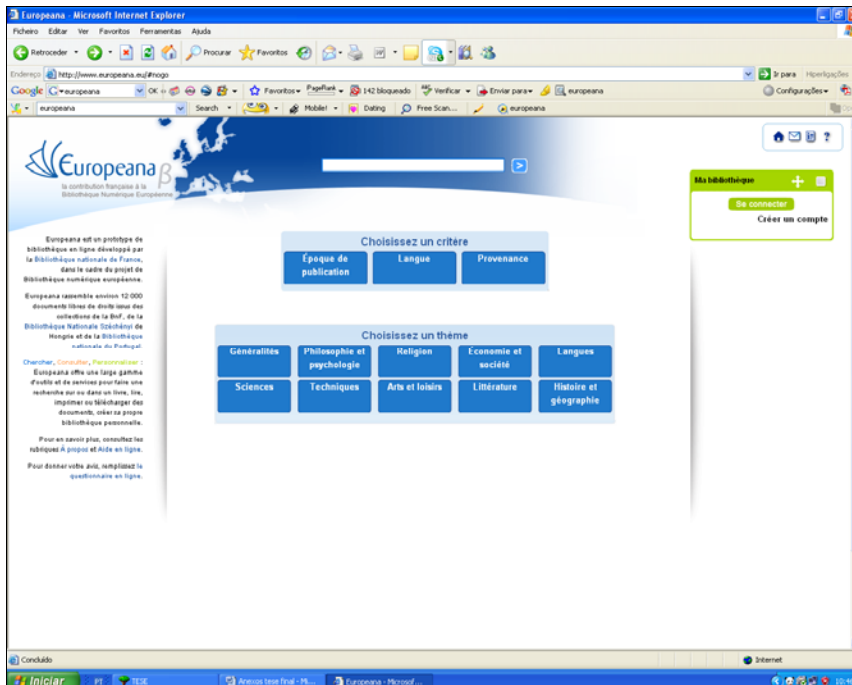 Europeana - Microsoft Internet Explorer
Ficheiro Editar Ver Favoritos Ferramentas Ajuda
Retroceder Procurar Favoritos
Endereço http://www.europeana.eu/#nogo Ir para Hiperligações
Google europeana OK Favoritos PageRank 142 bloqueado Verificar Enviar para europeana Configurações
europeana Search Mobile! Dating Free Scan... europeana
Europeana β
la contribution française à la
Bibliothèque Numérique Européenne
>
?
Ma bibliothèque
Se connecter
Créer un compte
Europeana est un prototype de
bibliothèque en ligne développé par
la Bibliothèque nationale de France,
dans le cadre du projet de
Bibliothèque numérique européenne.
Europeana rassemble environ 12 000
documents libres de droits issus des
collections de la BnF, de la
Bibliothèque Nationale Széchényi de
Hongrie et de la Bibliothèque
nationale du Portugal.
Chercher, Consulter, Personnaliser :
Europeana offre une large gamme
d'outils et de services pour faire une
recherche sur ou dans un livre, lire,
imprimer ou télécharger des
documents, créer sa propre
bibliothèque personnelle.
Pour en savoir plus, consultez les
rubriques A propos et Aide en ligne.
Pour donner votre avis, remplissez le
questionnaire en ligne.
Choisissez un critère
Époque de publication Langue Provenance
Choisissez un thème
Généralités Philosophie et psychologie Religion Economie et société Langues
Sciences Techniques Arts et loisirs Littérature Histoire et géographie
Concluído Internet
Iniciar PT TESE Anexos tese final - Mi... Europeana - Microsof... 10:46